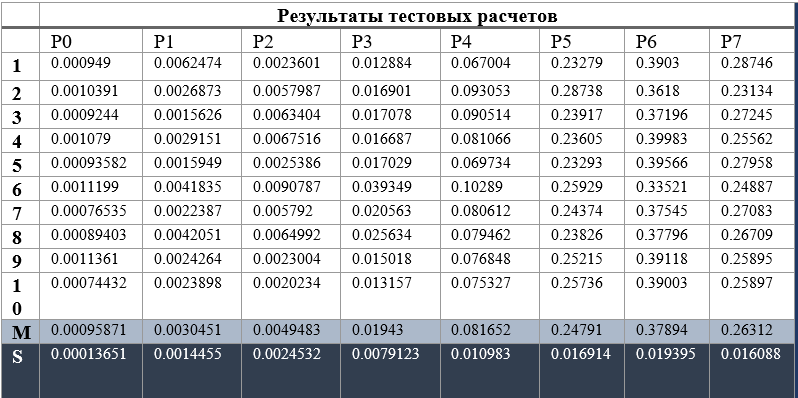 Результаты тестовых расчетов
P0 P1 P2 P3 P4 P5 P6 P7
1 0.000949 0.0062474 0.0023601 0.012884 0.067004 0.23279 0.3903 0.28746
2 0.0010391 0.0026873 0.0057987 0.016901 0.093053 0.28738 0.3618 0.23134
3 0.0009244 0.0015626 0.0063404 0.017078 0.090514 0.23917 0.37196 0.27245
4 0.001079 0.0029151 0.0067516 0.016687 0.081066 0.23605 0.39983 0.25562
5 0.00093582 0.0015949 0.0025386 0.017029 0.069734 0.23293 0.39566 0.27958
6 0.0011199 0.0041835 0.0090787 0.039349 0.10289 0.25929 0.33521 0.24887
7 0.00076535 0.0022387 0.005792 0.020563 0.080612 0.24374 0.37545 0.27083
8 0.00089403 0.0042051 0.0064992 0.025634 0.079462 0.23826 0.37796 0.26709
9 0.0011361 0.0024264 0.0023004 0.015018 0.076848 0.25215 0.39118 0.25895
1 0.00074432 0.0023898 0.0020234 0.013157 0.075327 0.25736 0.39003 0.25897
0
M 0.00095871 0.0030451 0.0049483 0.01943 0.081652 0.24791 0.37894 0.26312
S 0.00013651 0.0014455 0.0024532 0.0079123 0.010983 0.016914 0.019395 0.016088